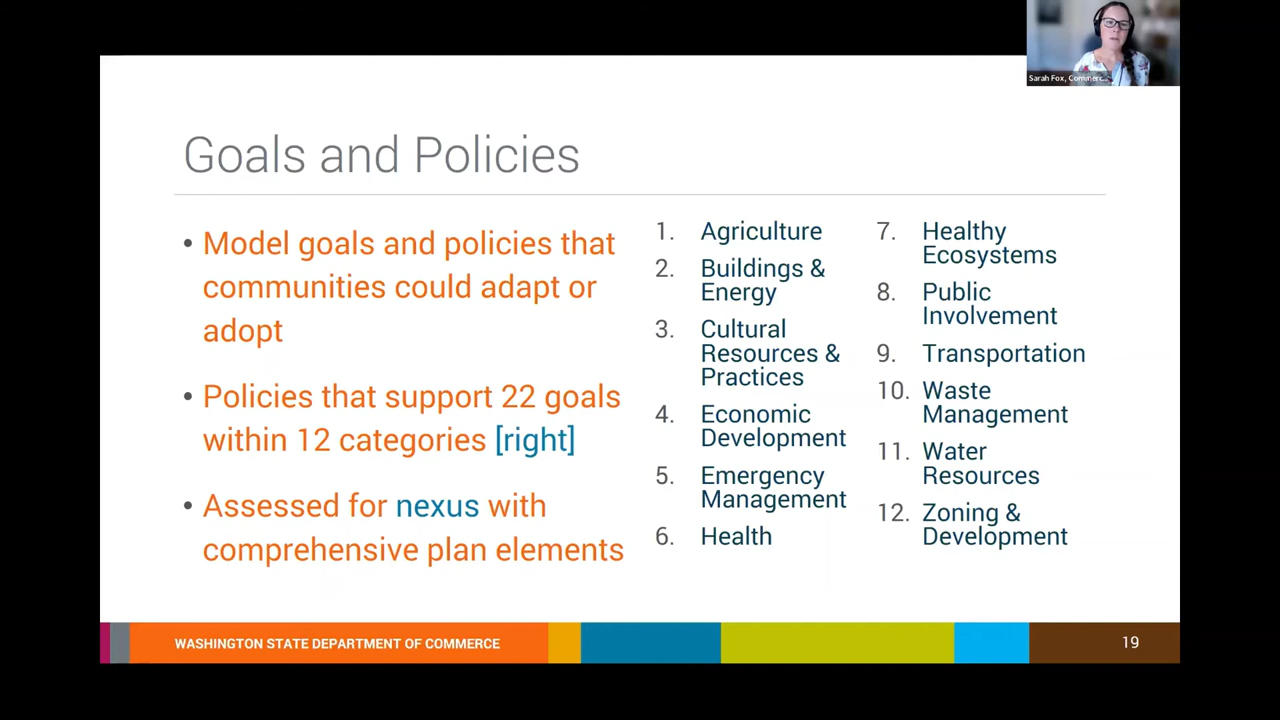 Sarah Fox, Commerc...
Goals and Policies
• Model goals and policies that
communities could adapt or
adopt
• Policies that support 22 goals
within 12 categories [right]
• Assessed for nexus with
comprehensive plan elements
1. Agriculture
2. Buildings &
Energy
3. Cultural
Resources &
Practices
4. Economic
Development
5. Emergency
Management
6. Health
7. Healthy
Ecosystems
8. Public
Involvement
9. Transportation
10. Waste
Management
11. Water
Resources
12. Zoning &
Development
WASHINGTON STATE DEPARTMENT OF COMMERCE
19